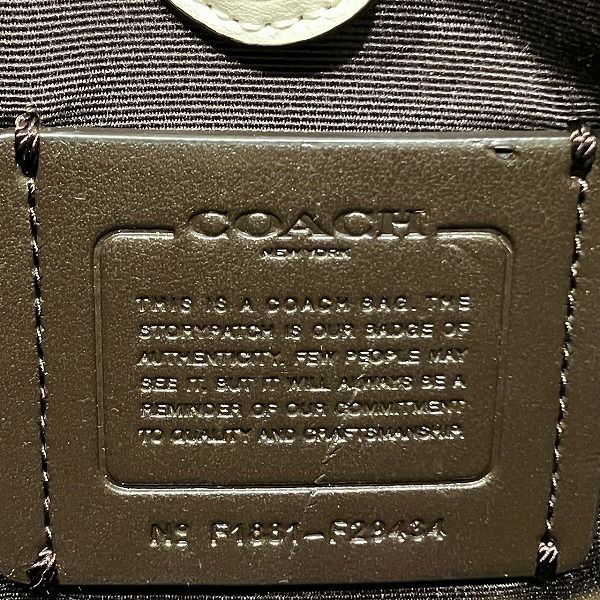 COACH
NEW YORK
THIS IS A COACH BAG. THE
STORYPATCH IS OUR BADGE OF
AUTHENTICITY. FEW PEOPLE MAY
SEE IT, BUT IT WILL ALWAYS BE A
REMINDER OF OUR COMMITMENT
TO QUALITY AND CRAFTSMANSHIP.
Nº F1881-F29434